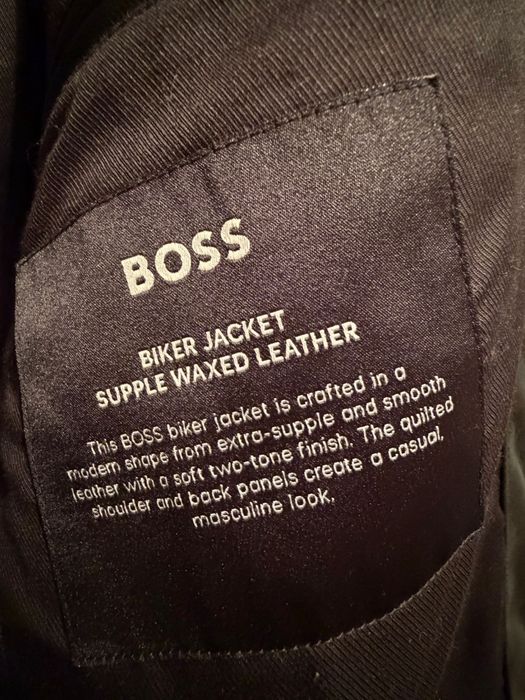 BOSS
BIKER JACKET
SUPPLE WAXED LEATHER
This BOSS biker jacket is crafted in a
modern shape from extra-supple and smooth
leather with a soft two-tone finish. The quilted
shoulder and back panels create a casual,
masculine look.